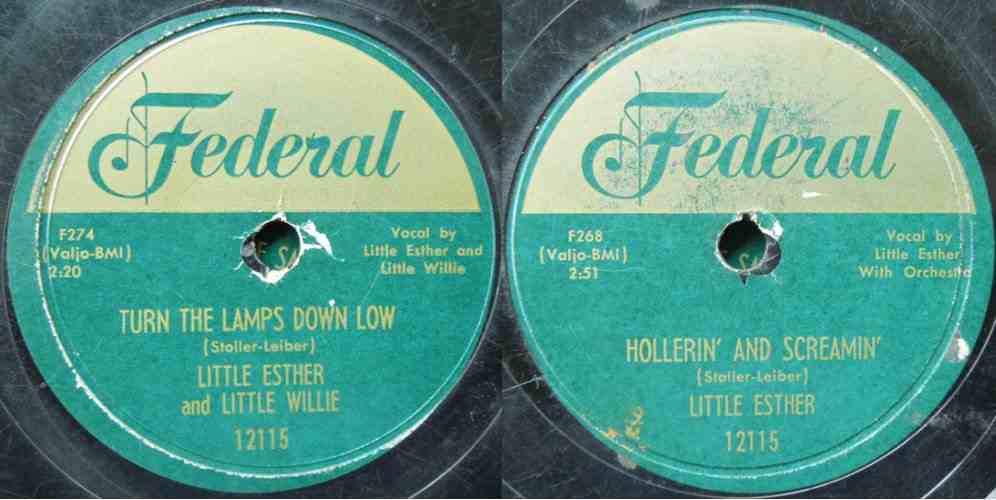 Federal
F274
(Valjo-BMI)
2:20
Vocal by
Little Esther and
Little Willie
TURN THE LAMPS DOWN LOW
(Stoller-Leiber)
LITTLE ESTHER
and LITTLE WILLIE
12115
Federal
F268
(Valjo-BMI)
2:51
Vocal by
Little Esther
With Orchestra
HOLLERIN' AND SCREAMIN'
(Stoller-Leiber)
LITTLE ESTHER
12115